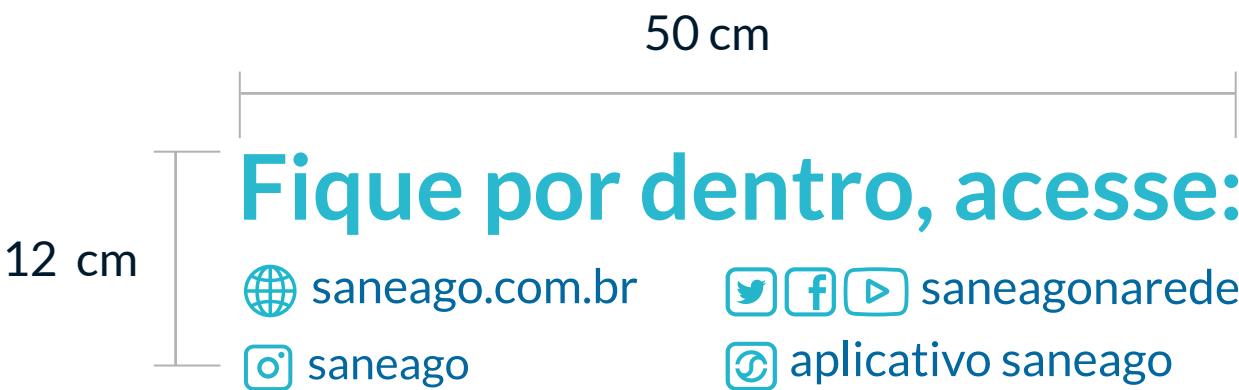 50 cm
12 cm
Fique por dentro, acesse:
saneago.com.br
saneagonarede
saneago
aplicativo saneago